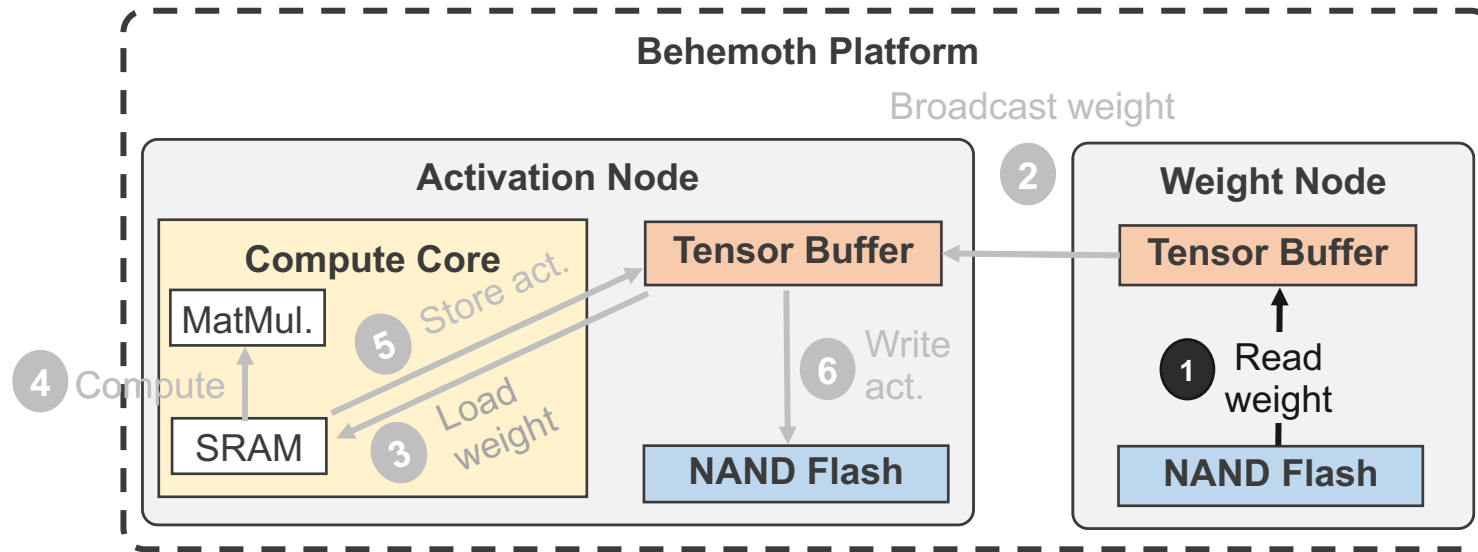 Behemoth Platform
Broadcast weight
2
Activation Node
Weight Node
Compute Core
Tensor Buffer
Tensor Buffer
MatMul.
5 Store act.
4 Compute
6 Write
act.
1 Read
weight
3 Load
weight
SRAM
NAND Flash
NAND Flash